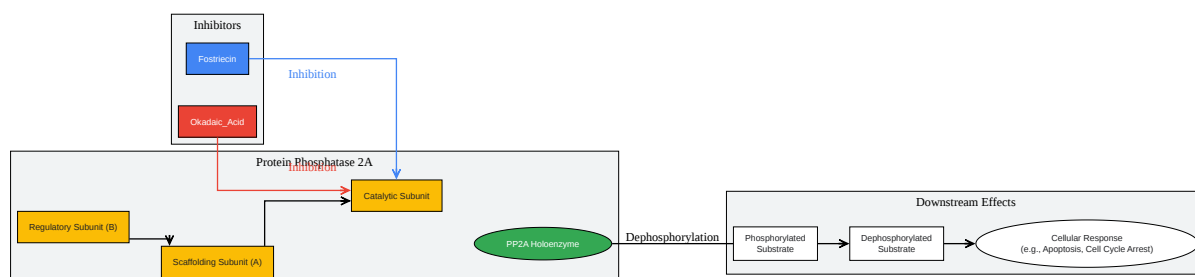 Inhibitors
Fostriecin
Inhibition
Okadaic_Acid
Protein Phosphatase 2A
Inhibition
Catalytic Subunit
Regulatory Subunit (B)
Scaffolding Subunit (A)
PP2A Holoenzyme
Dephosphorylation
Downstream Effects
Phosphorylated
Substrate
Dephosphorylated
Substrate
Cellular Response
(e.g., Apoptosis, Cell Cycle Arrest)